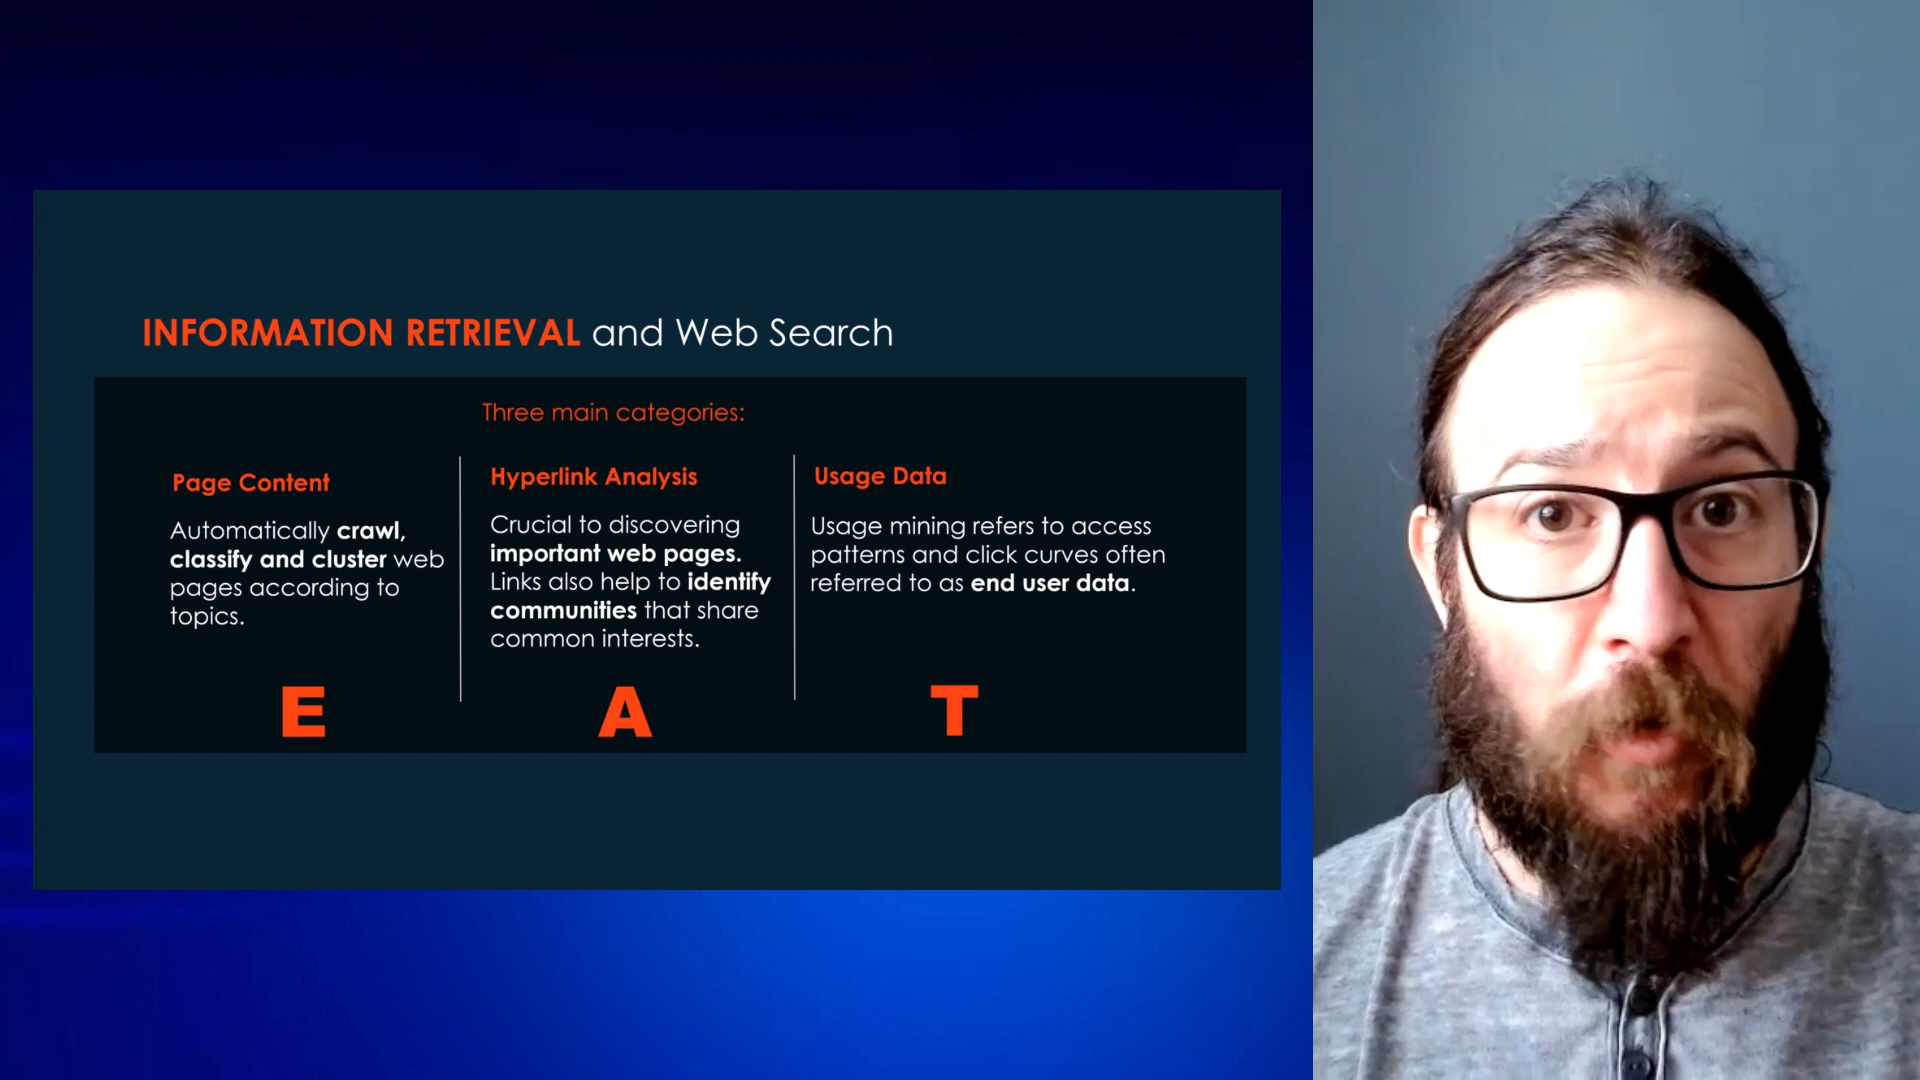 INFORMATION RETRIEVAL and Web Search
Three main categories:
Page Content
Automatically crawl,
classify and cluster web
pages according to
topics.
E
Hyperlink Analysis
Crucial to discovering
important web pages.
Links also help to identify
communities that share
common interests.
A
Usage Data
Usage mining refers to access
patterns and click curves often
referred to as end user data.
T